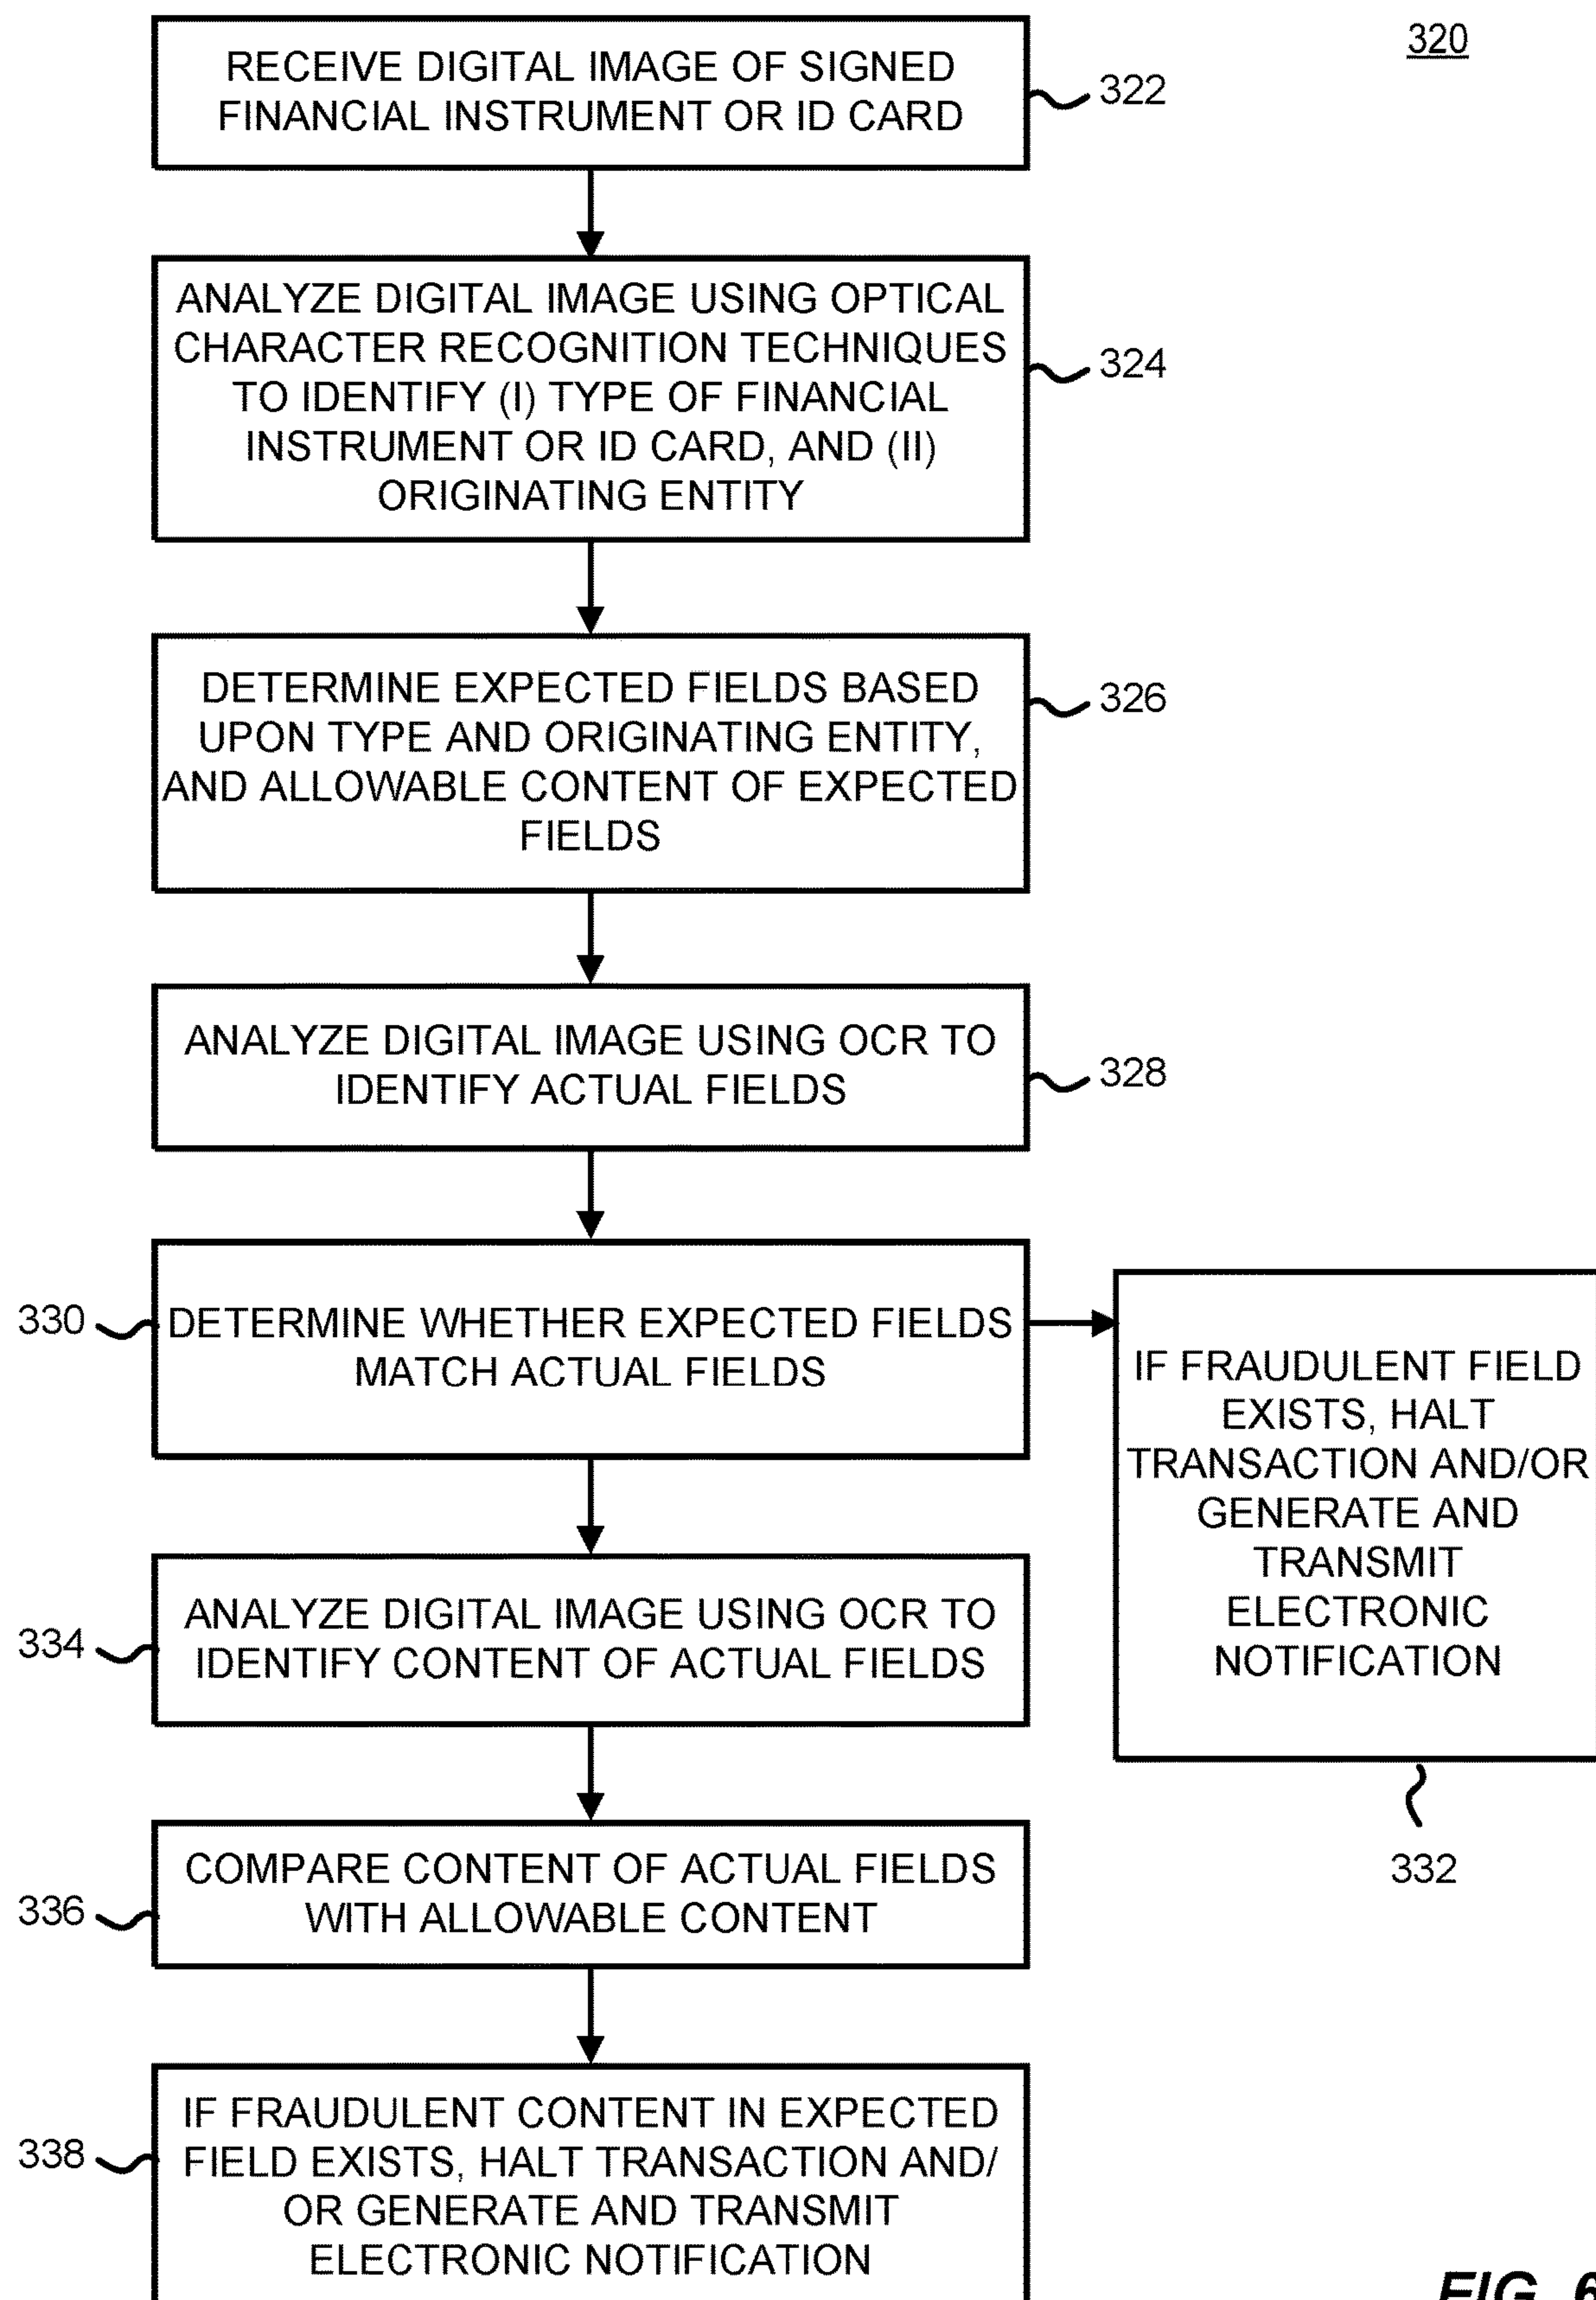 320
RECEIVE DIGITAL IMAGE OF SIGNED
FINANCIAL INSTRUMENT OR ID CARD
322
ANALYZE DIGITAL IMAGE USING OPTICAL
CHARACTER RECOGNITION TECHNIQUES
TO IDENTIFY (I) TYPE OF FINANCIAL
INSTRUMENT OR ID CARD, AND (II)
ORIGINATING ENTITY
324
DETERMINE EXPECTED FIELDS BASED
UPON TYPE AND ORIGINATING ENTITY,
AND ALLOWABLE CONTENT OF EXPECTED
FIELDS
326
ANALYZE DIGITAL IMAGE USING OCR TO
IDENTIFY ACTUAL FIELDS
328
330
DETERMINE WHETHER EXPECTED FIELDS
MATCH ACTUAL FIELDS
IF FRAUDULENT FIELD
EXISTS, HALT
TRANSACTION AND/OR
GENERATE AND
TRANSMIT
ELECTRONIC
NOTIFICATION
332
334
ANALYZE DIGITAL IMAGE USING OCR TO
IDENTIFY CONTENT OF ACTUAL FIELDS
336
COMPARE CONTENT OF ACTUAL FIELDS
WITH ALLOWABLE CONTENT
338
IF FRAUDULENT CONTENT IN EXPECTED
FIELD EXISTS, HALT TRANSACTION AND/
OR GENERATE AND TRANSMIT
ELECTRONIC NOTIFICATION
FIG. 6